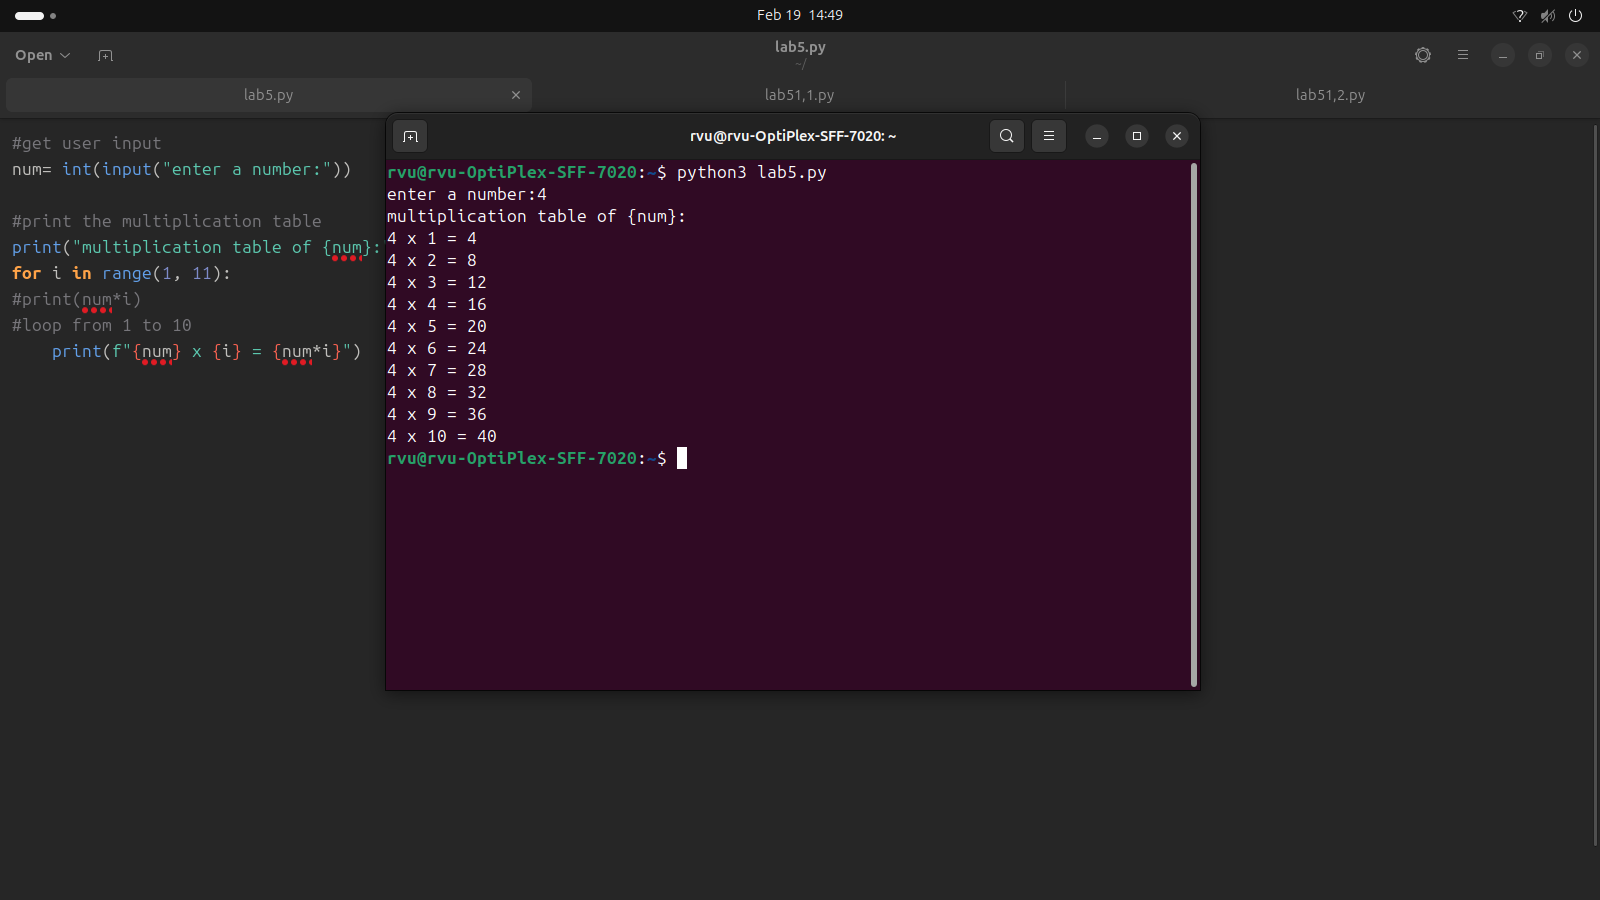 Feb 19 14:49
Open
lab5.py
~/
lab5.py
lab51,1.py
lab51,2.py
#get user input
num= int(input("enter a number:"))
#print the multiplication table
print("multiplication table of {num}:
for i in range(1, 11):
#print(num*i)
#loop from 1 to 10
    print(f"{num} x {i} = {num*i}")
rvu@rvu-OptiPlex-SFF-7020: ~
rvu@rvu-OptiPlex-SFF-7020:~$ python3 lab5.py
enter a number:4
multiplication table of {num}:
4 x 1 = 4
4 x 2 = 8
4 x 3 = 12
4 x 4 = 16
4 x 5 = 20
4 x 6 = 24
4 x 7 = 28
4 x 8 = 32
4 x 9 = 36
4 x 10 = 40
rvu@rvu-OptiPlex-SFF-7020:~$